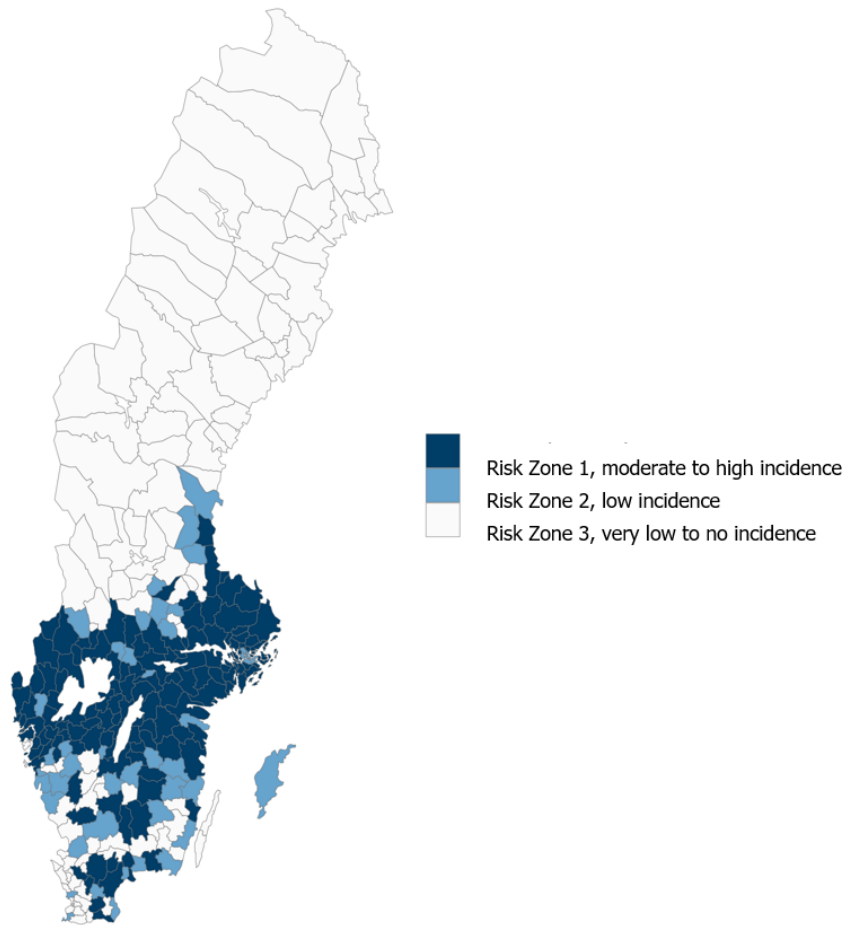 Risk Zone 1, moderate to high incidence
Risk Zone 2, low incidence
Risk Zone 3, very low to no incidence